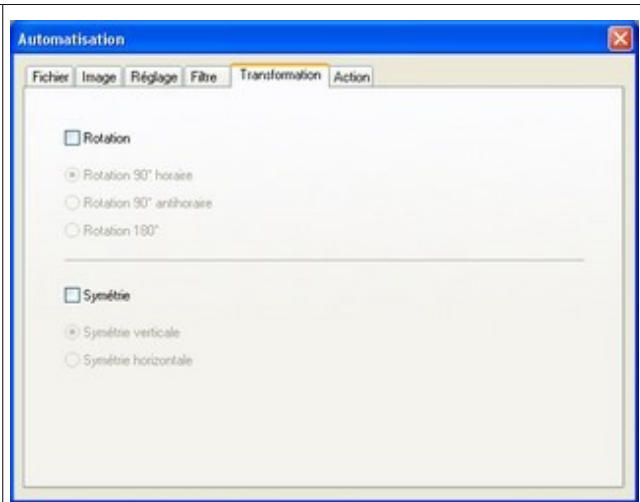 Automatisation
Fichier Image Réglage Filtre Transformation Action
Rotation
Rotation 90° horaire
Rotation 90° antihoraire
Rotation 180°
Symétrie
Symétrie verticale
Symétrie horizontale